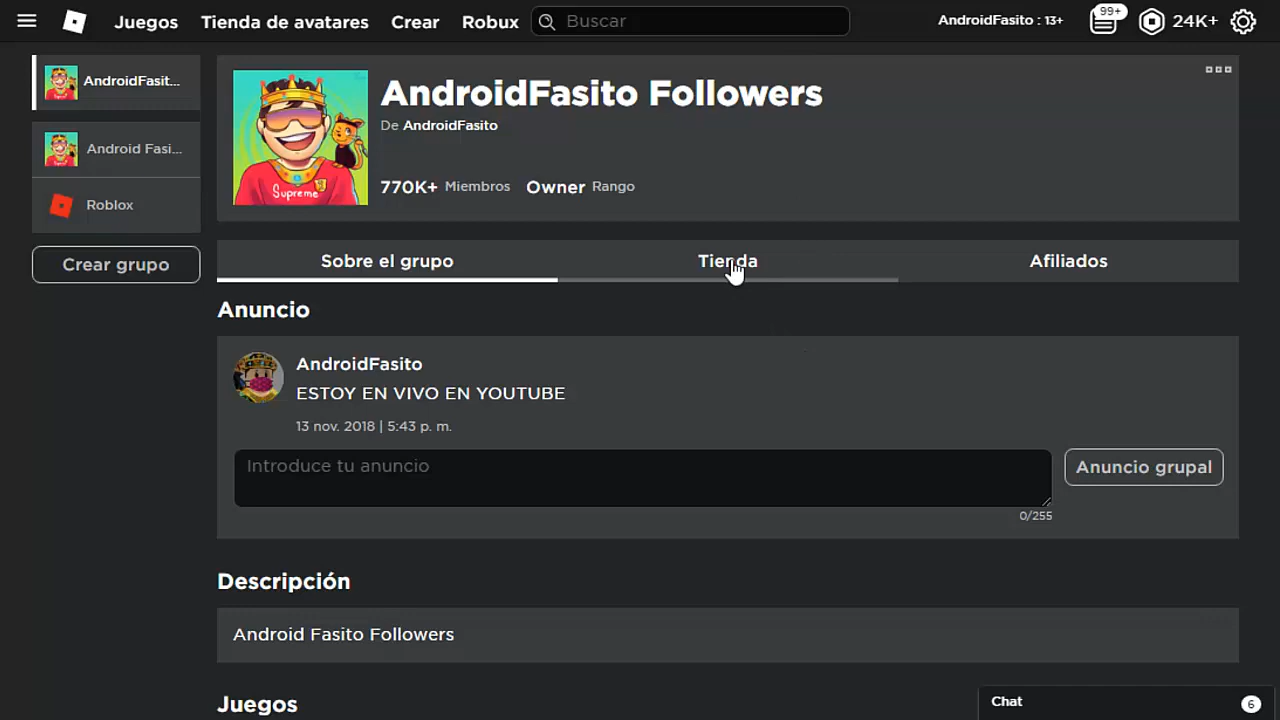 Juegos Tienda de avatares Crear Robux Buscar AndroidFasito : 13+ 99+ 24K+
AndroidFasit...
Android Fasi...
Roblox
Crear grupo
Supreme
AndroidFasito Followers
De AndroidFasito
770K+ Miembros Owner Rango
Sobre el grupo Tienda Afiliados
Anuncio
AndroidFasito
ESTOY EN VIVO EN YOUTUBE
13 nov. 2018 | 5:43 p. m.
Introduce tu anuncio
Anuncio grupal
0/255
Descripción
Android Fasito Followers
Juegos
Chat 6